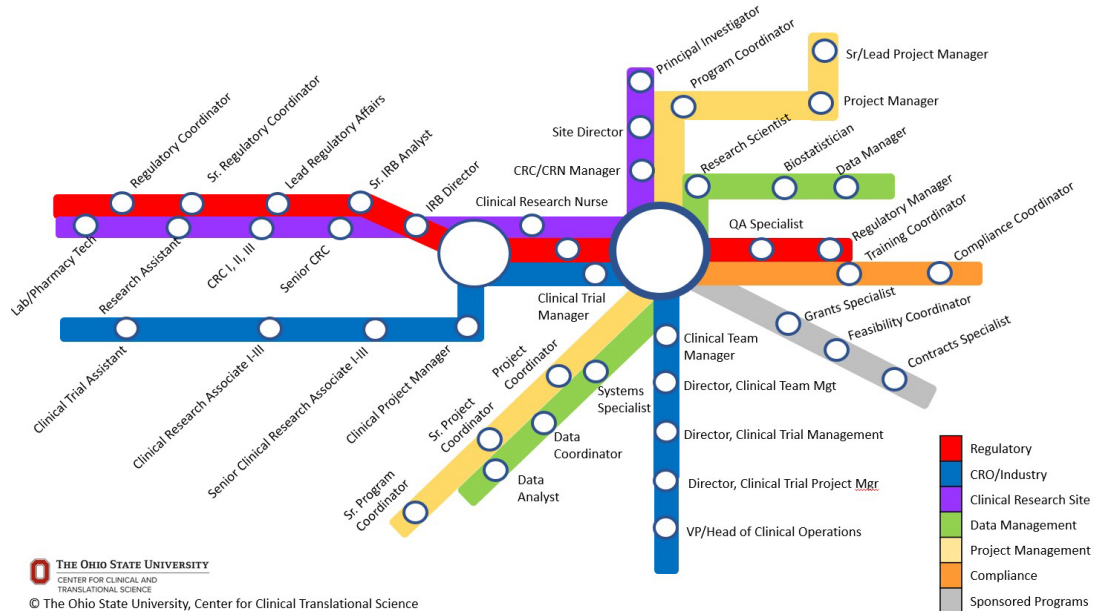 Principal Investigator
Program Coordinator
Sr/Lead Project Manager
Project Manager
Site Director
CRC/CRN Manager
Research Scientist
Biostatistician
Data Manager
Regulatory Coordinator
Sr. Regulatory Coordinator
Lead Regulatory Affairs
Sr. IRB Analyst
IRB Director
Clinical Research Nurse
QA Specialist
Regulatory Manager
Training Coordinator
Compliance Coordinator
Lab/Pharmacy Tech
Research Assistant
CRC I, II, III
Senior CRC
Clinical Trial
Manager
Grants Specialist
Feasibility Coordinator
Contracts Specialist
Clinical Trial Assistant
Clinical Research Associate I-III
Senior Clinical Research Associate I-III
Clinical Project Manager
Project
Coordinator
Sr. Project
Coordinator
Sr. Program
Coordinator
Systems
Specialist
Data
Coordinator
Data
Analyst
Clinical Team
Manager
Director, Clinical Team Mgt
Director, Clinical Trial Management
Director, Clinical Trial Project Mgr
VP/Head of Clinical Operations
Regulatory
CRO/Industry
Clinical Research Site
Data Management
Project Management
Compliance
Sponsored Programs
THE OHIO STATE UNIVERSITY
CENTER FOR CLINICAL AND
TRANSLATIONAL SCIENCE
© The Ohio State University, Center for Clinical Translational Science